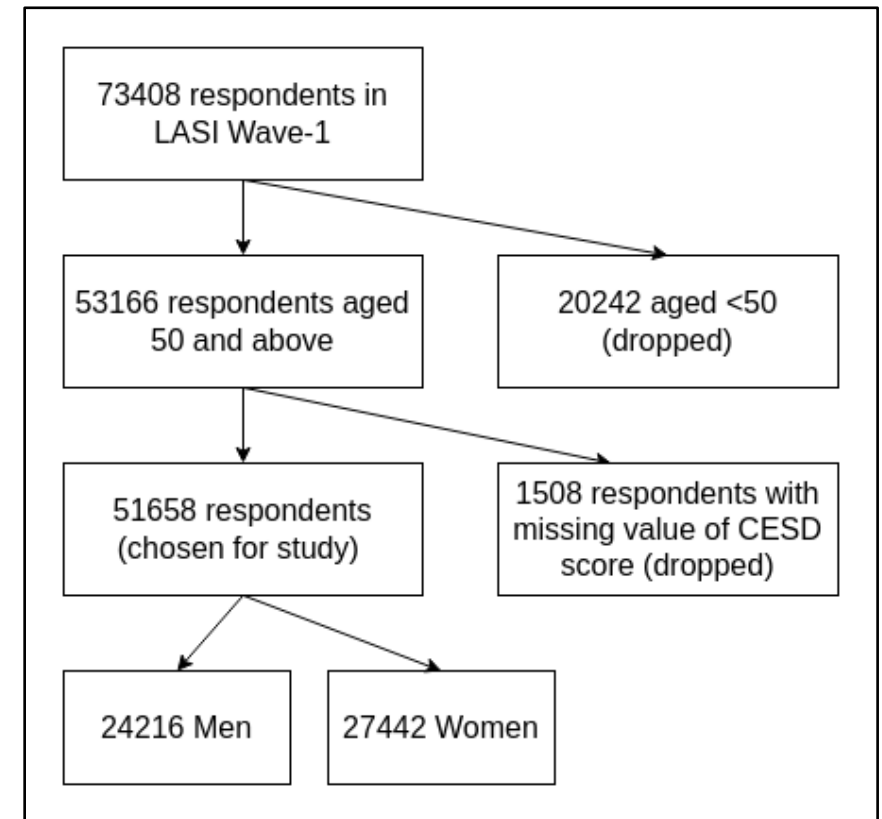 73408 respondents in
LASI Wave-1
53166 respondents aged
50 and above
20242 aged <50
(dropped)
51658 respondents
(chosen for study)
1508 respondents with
missing value of CESD
score (dropped)
24216 Men
27442 Women